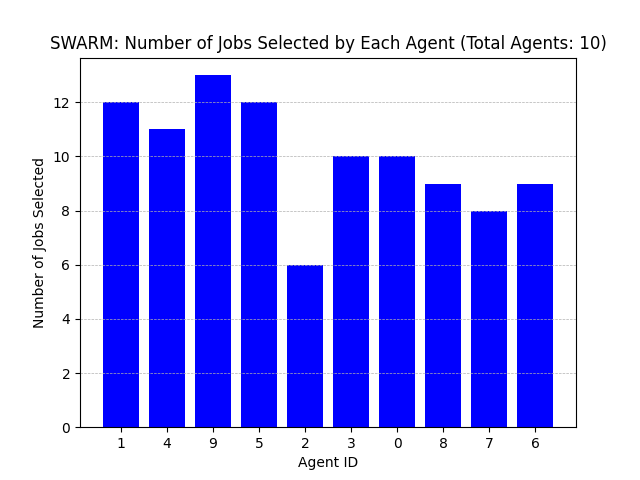 SWARM: Number of Jobs Selected by Each Agent (Total Agents: 10)
12
10
8
6
4
2
0
Number of Jobs Selected
1 4 9 5 2 3 0 8 7 6
Agent ID